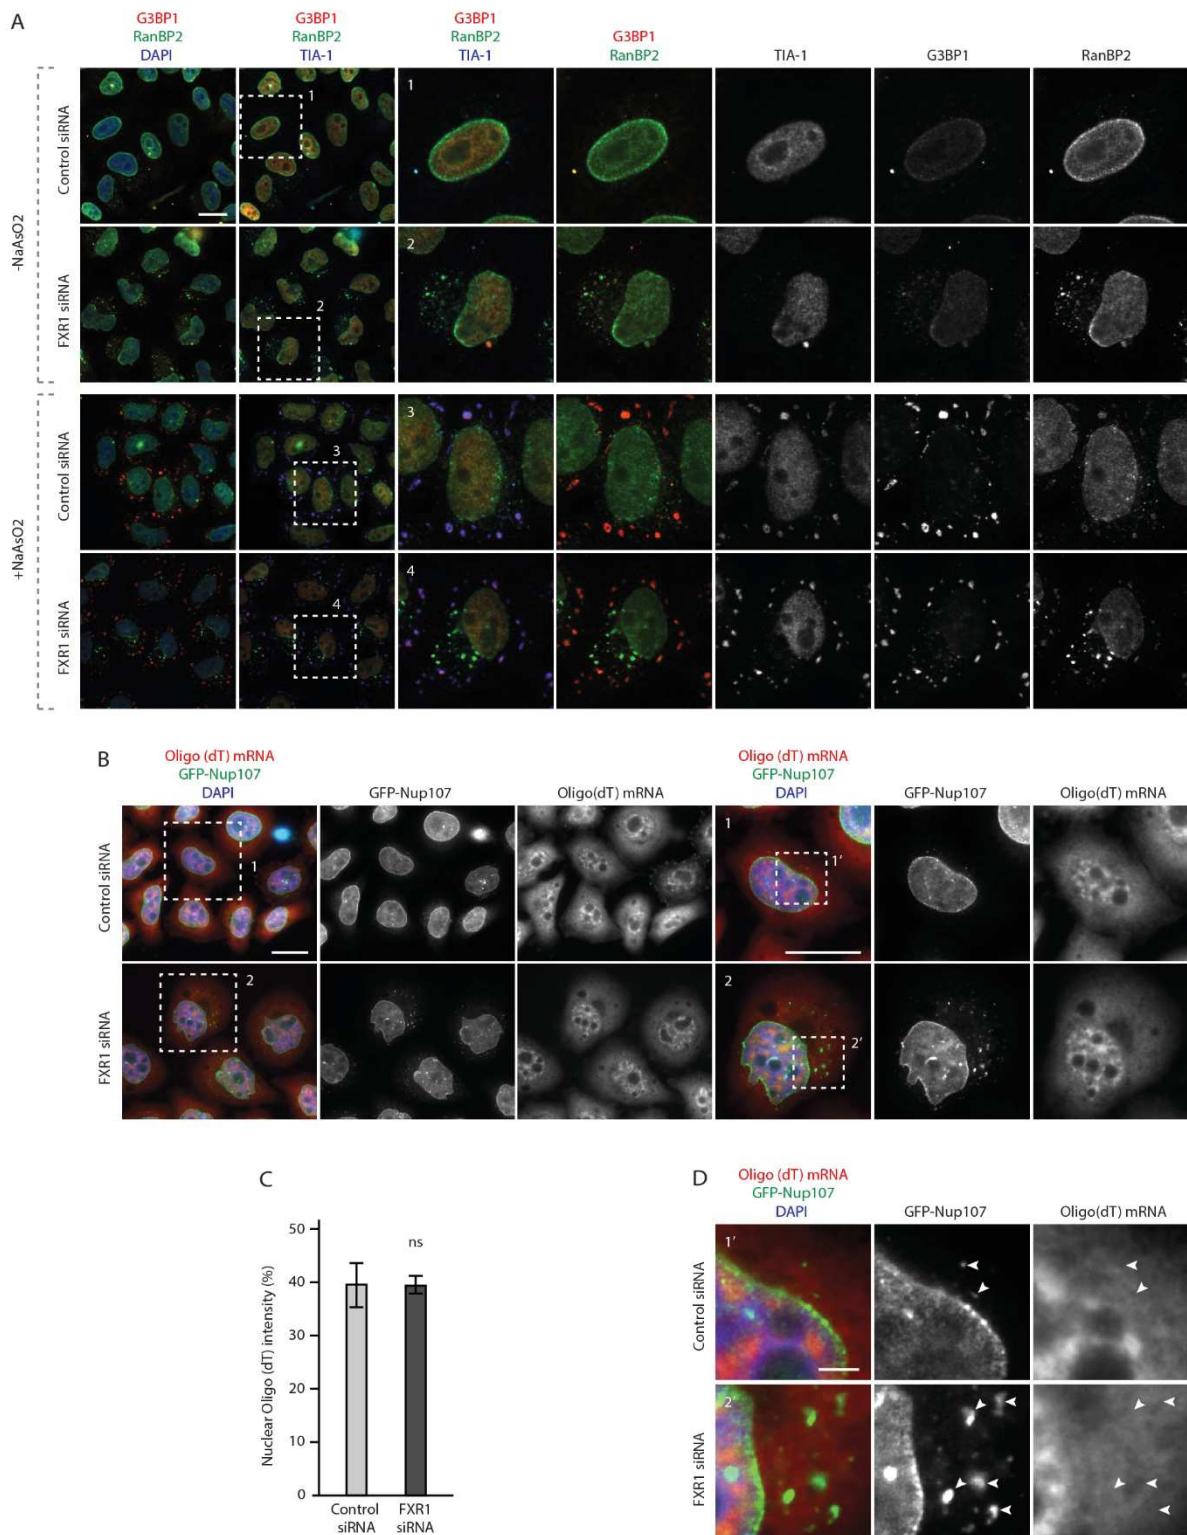 A
G3BP1
RanBP2
DAPI
G3BP1
RanBP2
TIA-1
G3BP1
RanBP2
TIA-1
G3BP1
RanBP2
TIA-1
G3BP1
RanBP2
-NaAsO2
Control siRNA
1
1
FXR1 siRNA
2
2
+NaAsO2
Control siRNA
3
3
FXR1 siRNA
4
4
B
Oligo (dT) mRNA
GFP-Nup107
DAPI
GFP-Nup107
Oligo(dT) mRNA
Oligo (dT) mRNA
GFP-Nup107
DAPI
GFP-Nup107
Oligo(dT) mRNA
Control siRNA
1
1
1′
FXR1 siRNA
2
2
2′
C
Nuclear Oligo (dT) intensity (%)
50
40
30
40
10
0
ns
Control
siRNA
FXR1
siRNA
D
Oligo (dT) mRNA
GFP-Nup107
DAPI
GFP-Nup107
Oligo(dT) mRNA
Control siRNA
1′
FXR1 siRNA
2′